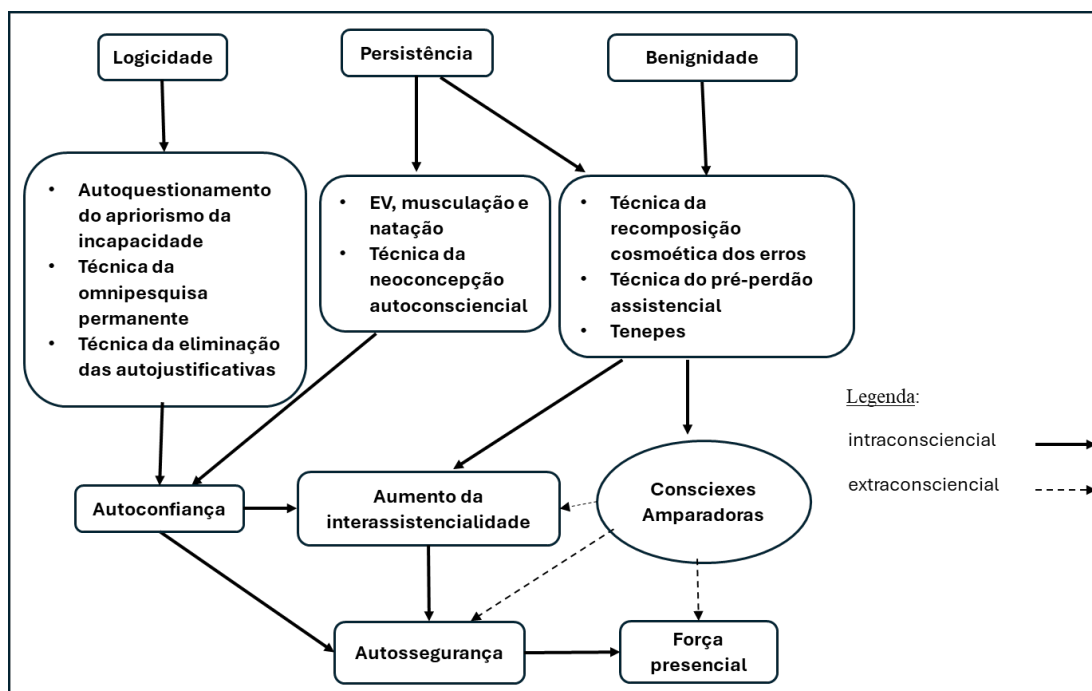 Logicidade
Persistência
Benignidade
• Autoquestionamento
do apriorismo da
incapacidade
• Técnica da
omnipesquisa
permanente
• Técnica da eliminação
das autojustificativas
• EV, musculação e
natação
• Técnica da
neoconcepção
autoconsciencial
• Técnica da
recomposição
cosmoética dos erros
• Técnica do pré-perdão
assistencial
• Tenepes
Legenda:
intraconsciencial
extraconsciencial
Autoconfiança
Aumento da
interassistencialidade
Consciexes
Amparadoras
Autossegurança
Força
presencial